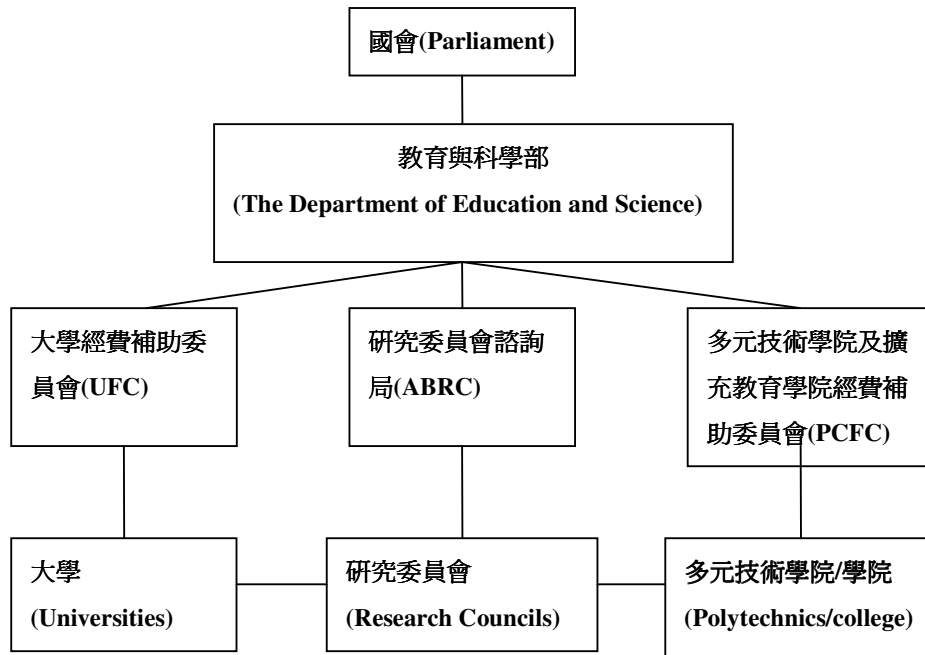 國會(Parliament)
教育與科學部
(The Department of Education and Science)
大學經費補助委
員會(UFC)
研究委員會諮詢
局(ABRC)
多元技術學院及擴
充教育學院經費補
助委員會(PCFC)
大學
(Universities)
研究委員會
(Research Councils)
多元技術學院/學院
(Polytechnics/college)